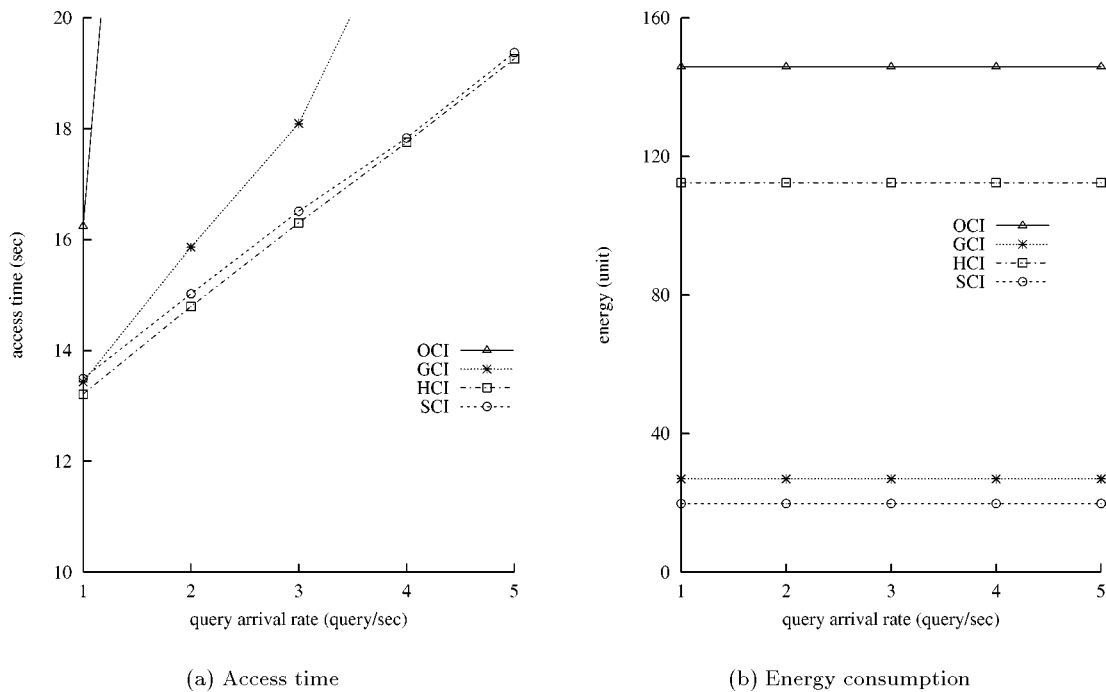 20
18
16
14
12
10
access time (sec)
OCI
GCI
HCI
SCI
1 2 3 4 5
query arrival rate (query/sec)
(a) Access time
160
120
80
40
0
energy (unit)
OCI
GCI
HCI
SCI
1 2 3 4 5
query arrival rate (query/sec)
(b) Energy consumption